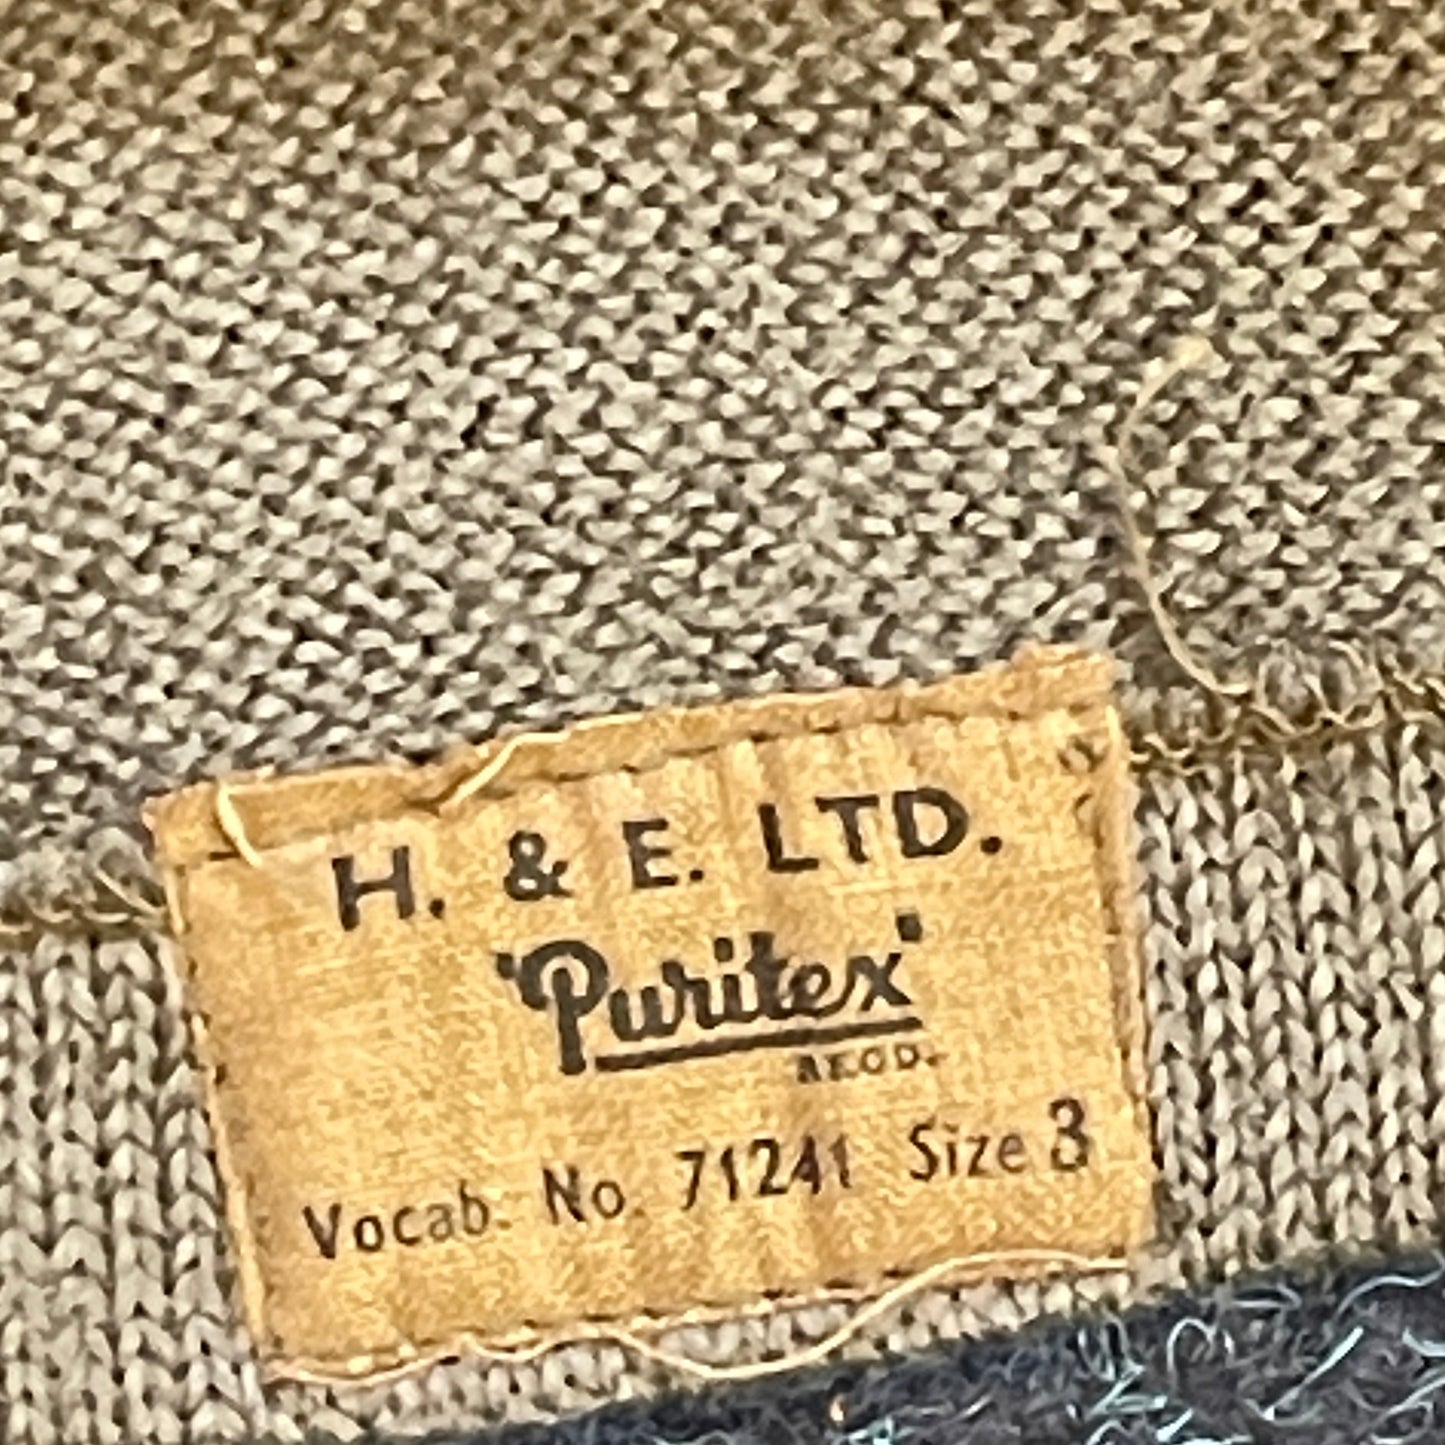 H. & E. LTD.
'Puritex'
REGD.
Vocab. No. 71241 Size 3